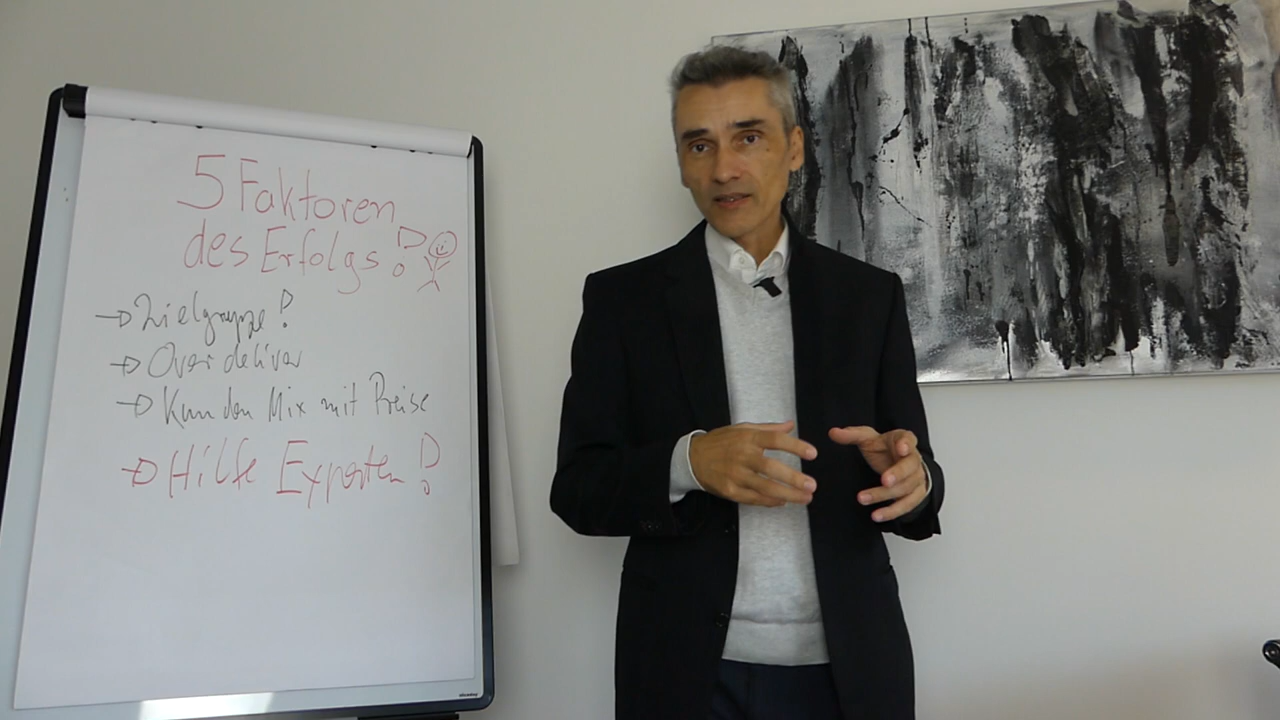 5 Faktoren
des Erfolgs!
→ Zielgruppe!
→ Over deliver
→ Kunden Mix mit Preise
→ Hilfe Experten!